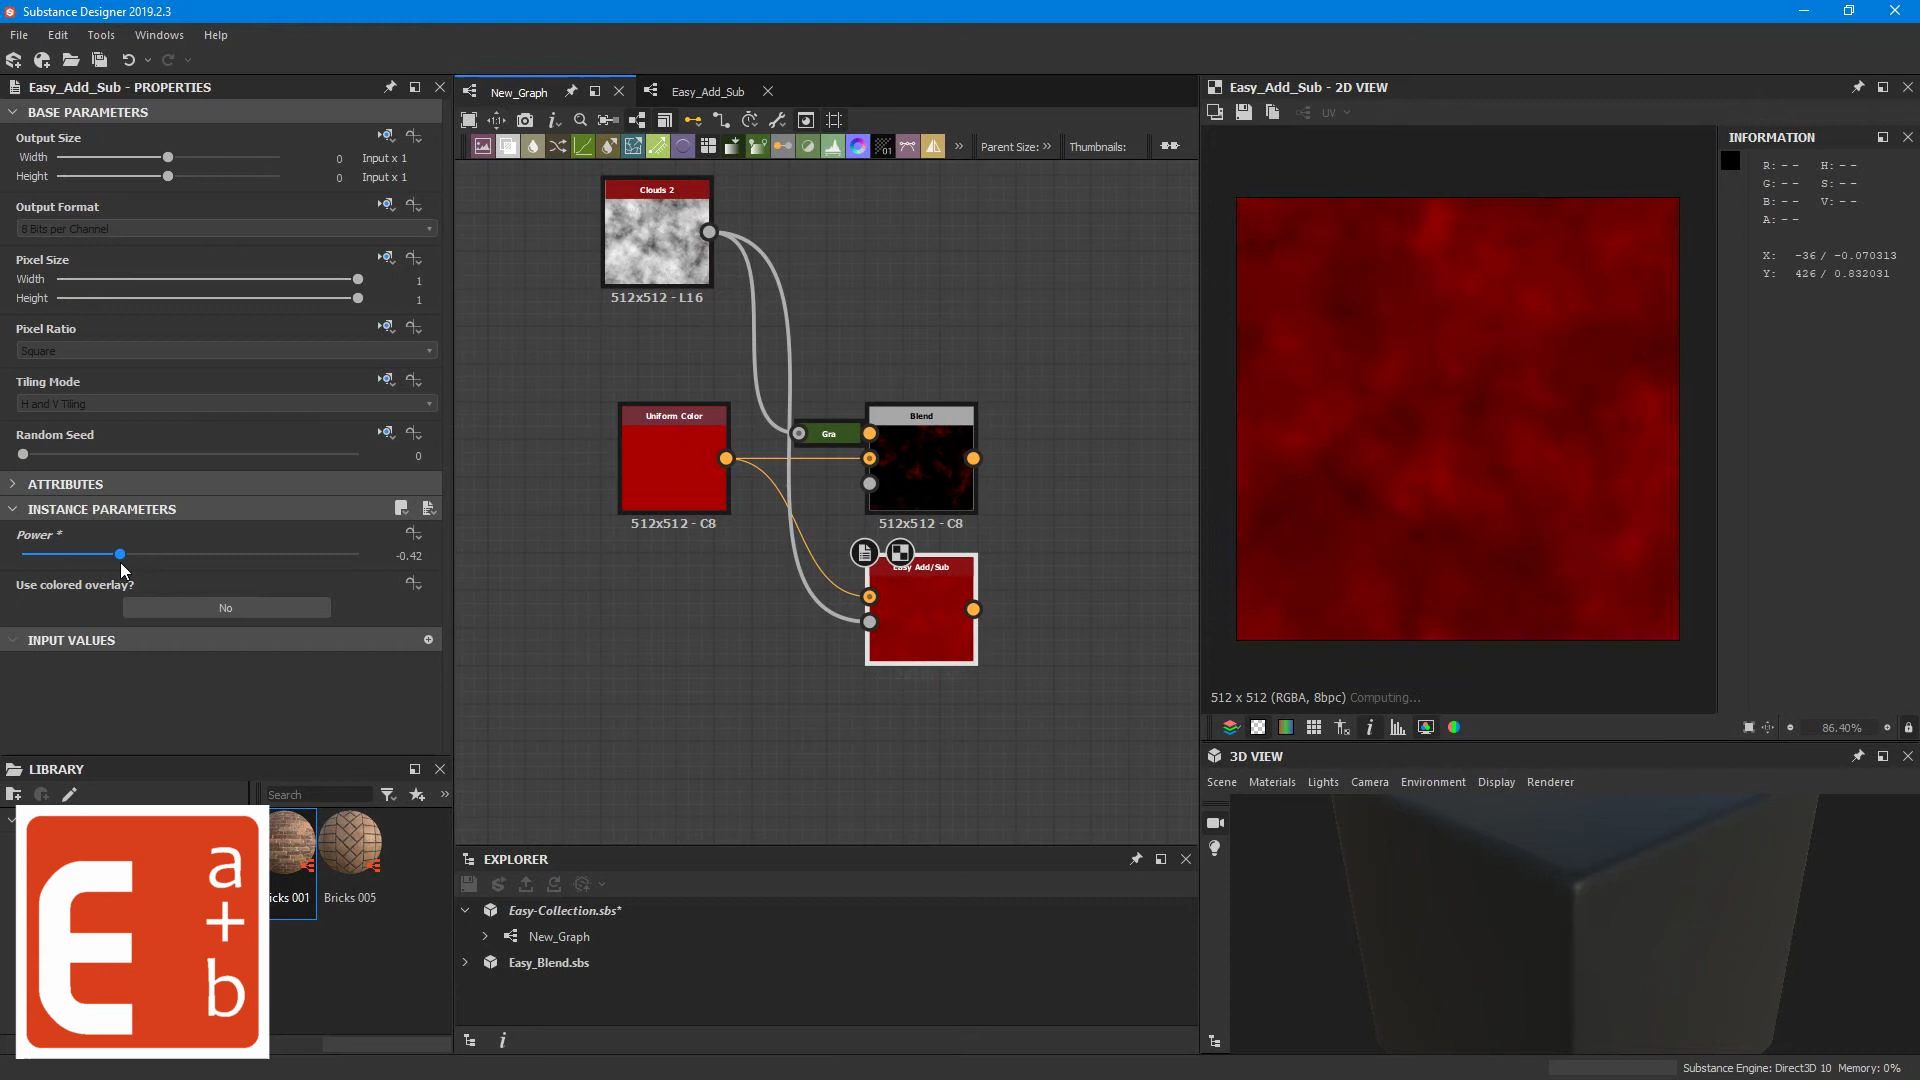 Substance Designer 2019.2.3
File Edit Tools Windows Help
Easy_Add_Sub - PROPERTIES
BASE PARAMETERS
Output Size
Width 0 Input x 1
Height 0 Input x 1
Output Format
8 Bits per Channel
Pixel Size
Width 1
Height 1
Pixel Ratio
Square
Tiling Mode
H and V Tiling
Random Seed
0
ATTRIBUTES
INSTANCE PARAMETERS
Power *
-0.42
Use colored overlay?
No
INPUT VALUES
LIBRARY
Search
icks 001 Bricks 005
E a + b
New_Graph Easy_Add_Sub
Parent Size: Thumbnails:
Clouds 2
512x512 - L16
Uniform Color
512x512 - C8
Gra
Blend
512x512 - C8
Easy Add/Sub
EXPLORER
Easy-Collection.sbs*
New_Graph
Easy_Blend.sbs
Easy_Add_Sub - 2D VIEW
UV
INFORMATION
R: - - H: - -
G: - - S: - -
B: - - V: - -
A: - -
X: -36 / -0.070313
Y: 426 / 0.832031
512 x 512 (RGBA, 8bpc) Computing...
86.40%
3D VIEW
Scene Materials Lights Camera Environment Display Renderer
Substance Engine: Direct3D 10 Memory: 0%